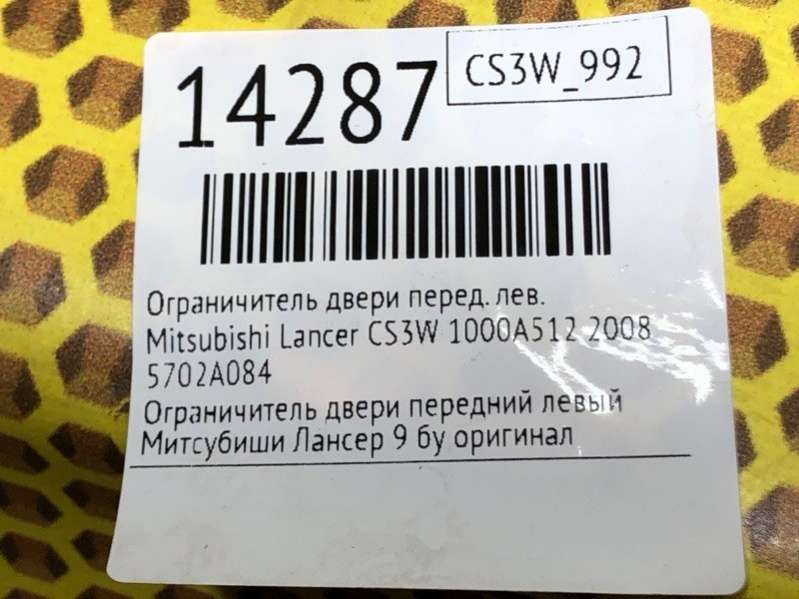 14287
CS3W_992
Ограничитель двери перед. лев.
Mitsubishi Lancer CS3W 1000A512 2008
5702A084
Ограничитель двери передний левый
Митсубиши Лансер 9 бу оригинал